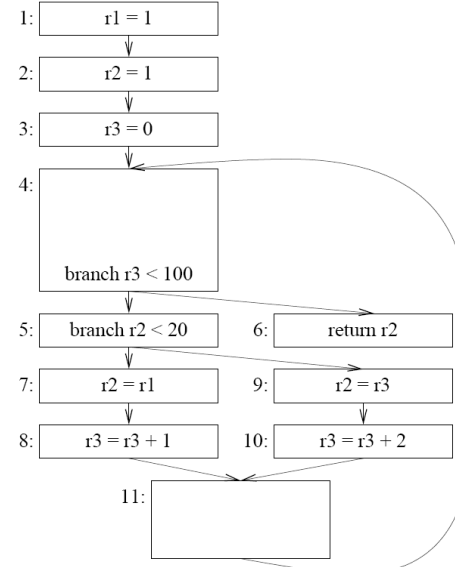 1: r1 = 1
2: r2 = 1
3: r3 = 0
4:
branch r3 < 100
5: branch r2 < 20
6: return r2
7: r2 = r1
9: r2 = r3
8: r3 = r3 + 1
10: r3 = r3 + 2
11: